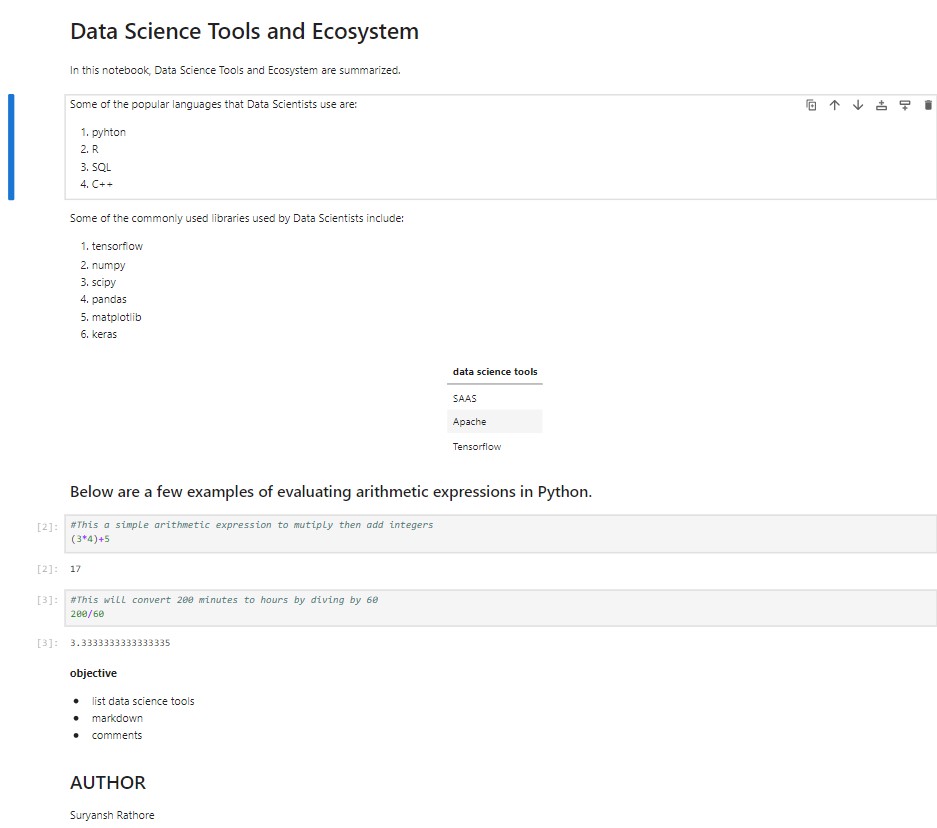 Data Science Tools and Ecosystem
In this notebook, Data Science Tools and Ecosystem are summarized.
Some of the popular languages that Data Scientists use are:
1. pyhton
2. R
3. SQL
4. C++
Some of the commonly used libraries used by Data Scientists include:
1. tensorflow
2. numpy
3. scipy
4. pandas
5. matplotlib
6. keras
data science tools
SAAS
Apache
Tensorflow
Below are a few examples of evaluating arithmetic expressions in Python.
[2]: #This a simple arithmetic expression to mutiply then add integers
(3*4)+5
[2]: 17
[3]: #This will convert 200 minutes to hours by diving by 60
200/60
[3]: 3.3333333333333335
objective
• list data science tools
• markdown
• comments
AUTHOR
Suryansh Rathore